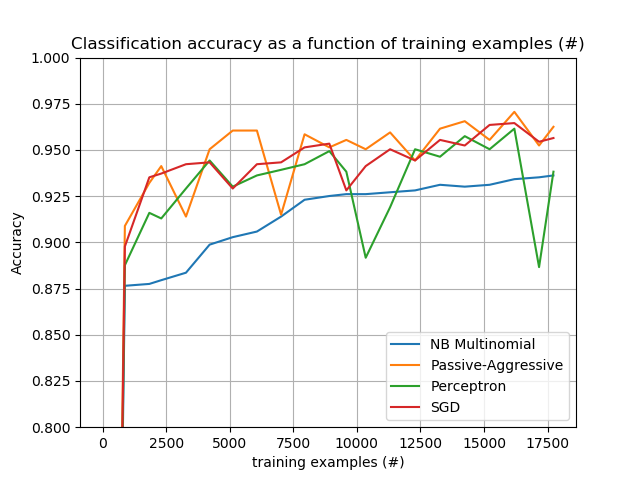 Classification accuracy as a function of training examples (#)
1.000
0.975
0.950
0.925
0.900
0.875
0.850
0.825
0.800
Accuracy
0 2500 5000 7500 10000 12500 15000 17500
training examples (#)
NB Multinomial
Passive-Aggressive
Perceptron
SGD